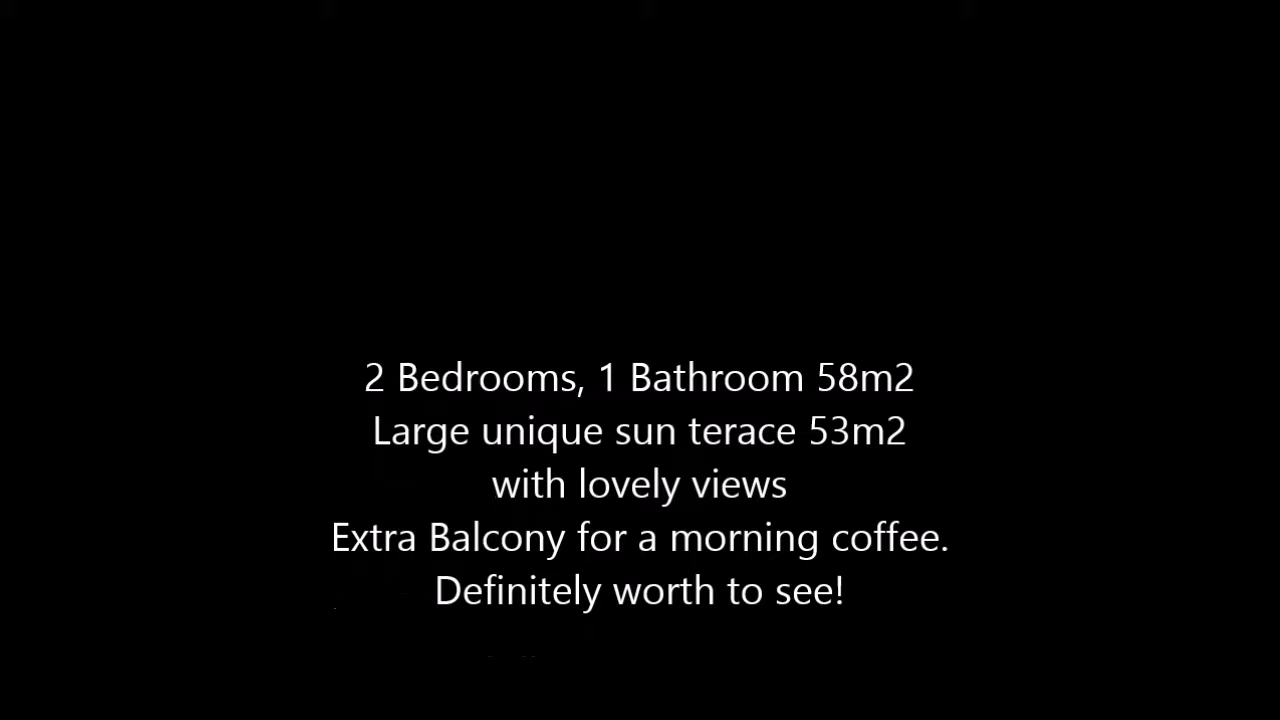 2 Bedrooms, 1 Bathroom 58m2
Large unique sun terace 53m2
with lovely views
Extra Balcony for a morning coffee.
Definitely worth to see!